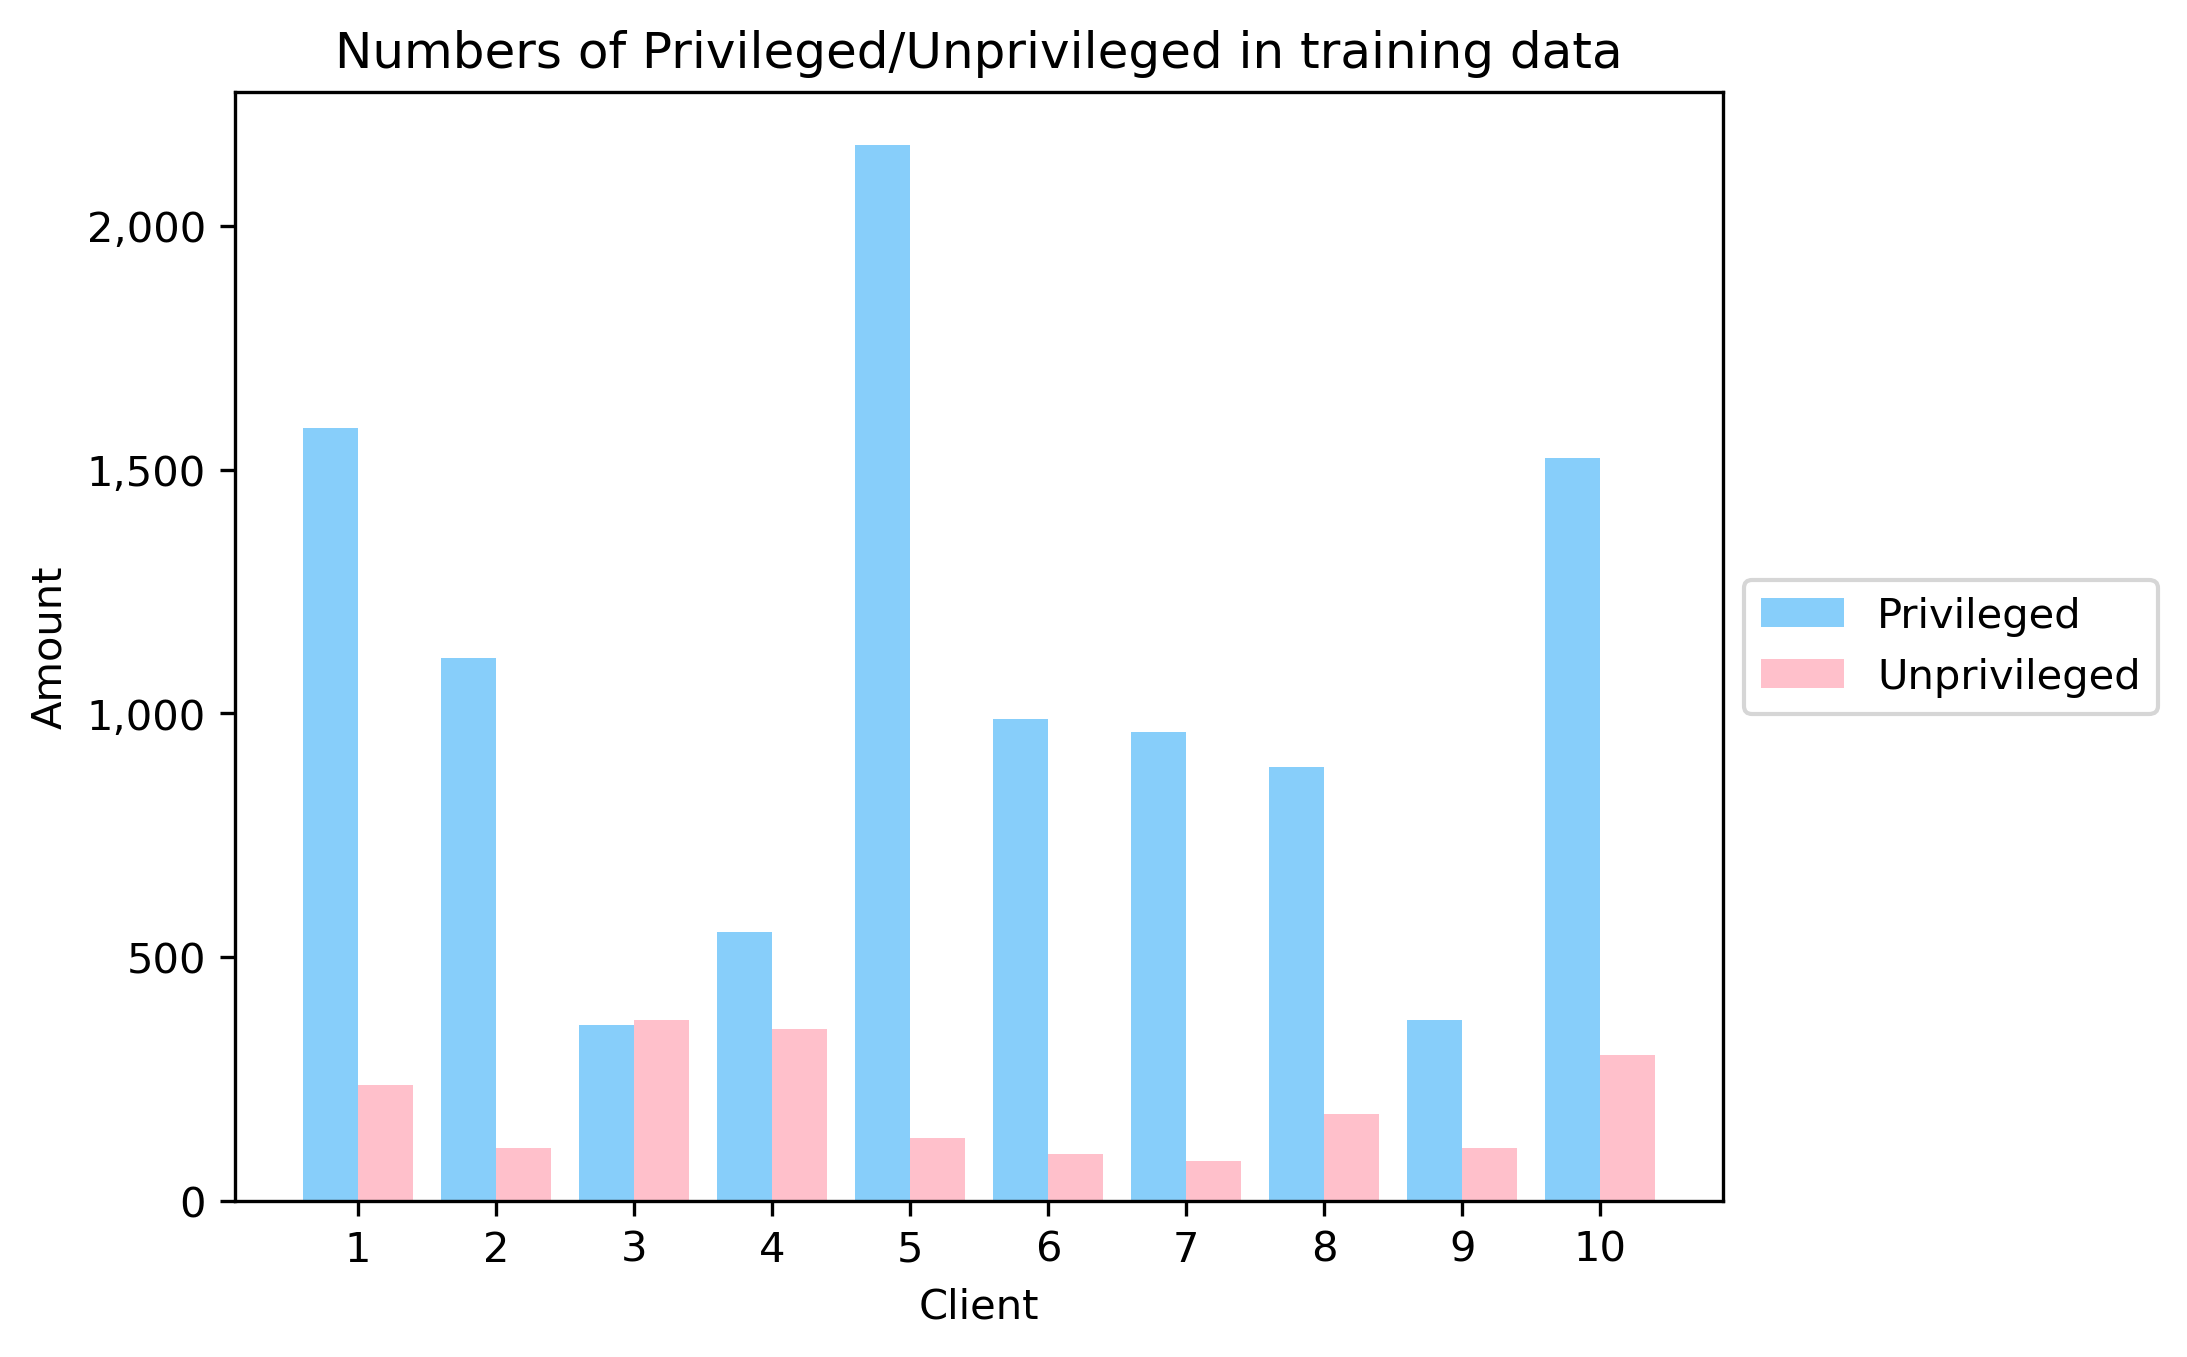 Numbers of Privileged/Unprivileged in training data
2,000
1,500
1,000
500
0
Amount
1 2 3 4 5 6 7 8 9 10
Client
Privileged
Unprivileged